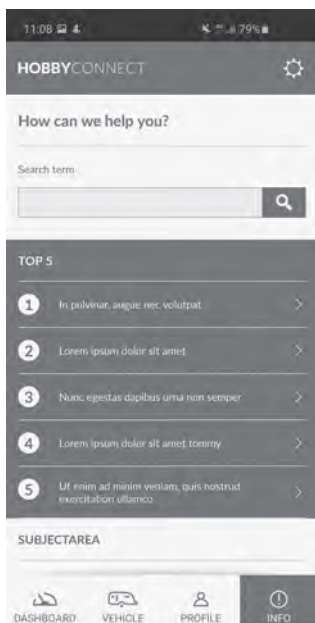 11:08 79%
HOBBYCONNECT
How can we help you?
Search term
TOP 5
1 In pulvinar, augue nec volutpat
2 Lorem ipsum dolor sit amet
3 Nunc egestas dapibus urna non semper
4 Lorem ipsum dolor sit amet tommy
5 Ut enim ad minim veniam, quis nostrud
exercitation ullamco
SUBJECTAREA
DASHBOARD VEHICLE PROFILE INFO